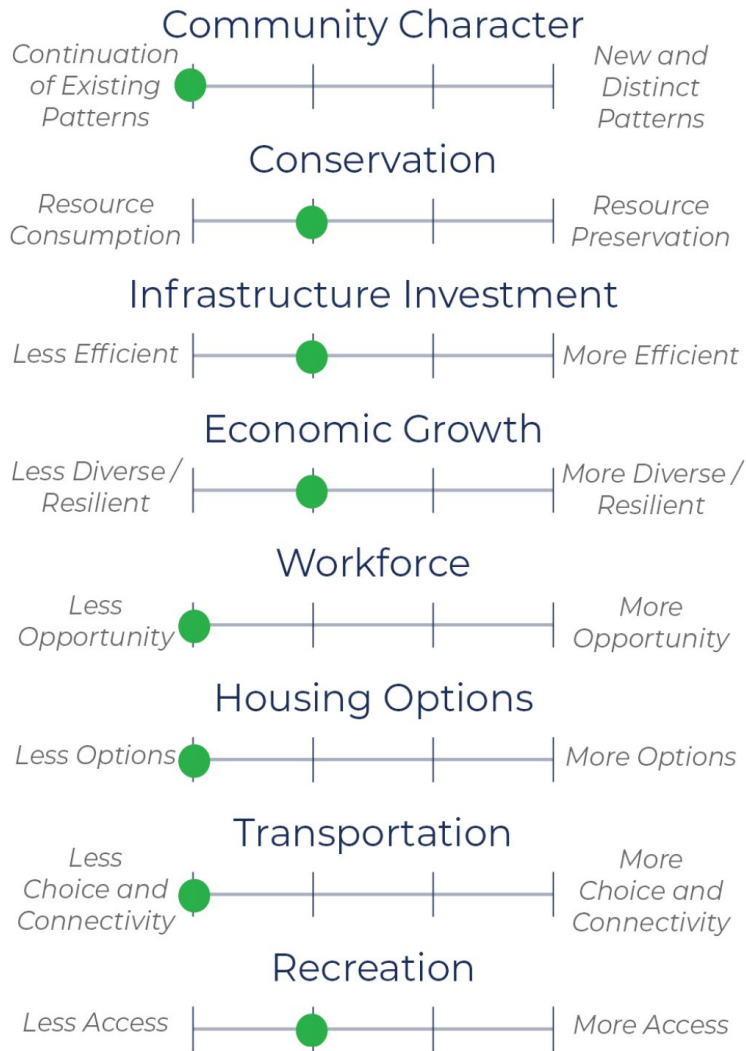 Community Character
Continuation
of Existing
Patterns
New and
Distinct
Patterns
Conservation
Resource
Consumption
Resource
Preservation
Infrastructure Investment
Less Efficient
More Efficient
Economic Growth
Less Diverse /
Resilient
More Diverse /
Resilient
Workforce
Less
Opportunity
More
Opportunity
Housing Options
Less Options
More Options
Transportation
Less
Choice and
Connectivity
More
Choice and
Connectivity
Recreation
Less Access
More Access